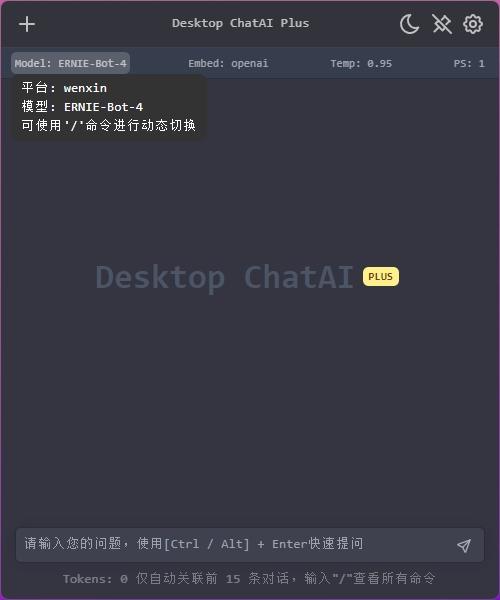 Desktop ChatAI Plus
Model: ERNIE-Bot-4 Embed: openai Temp: 0.95 PS: 1
平台: wenxin
模型: ERNIE-Bot-4
可使用'/'命令进行动态切换
Desktop ChatAI PLUS
请输入您的问题，使用[Ctrl / Alt] + Enter快速提问
Tokens: 0 仅自动关联前 15 条对话，输入"/"查看所有命令